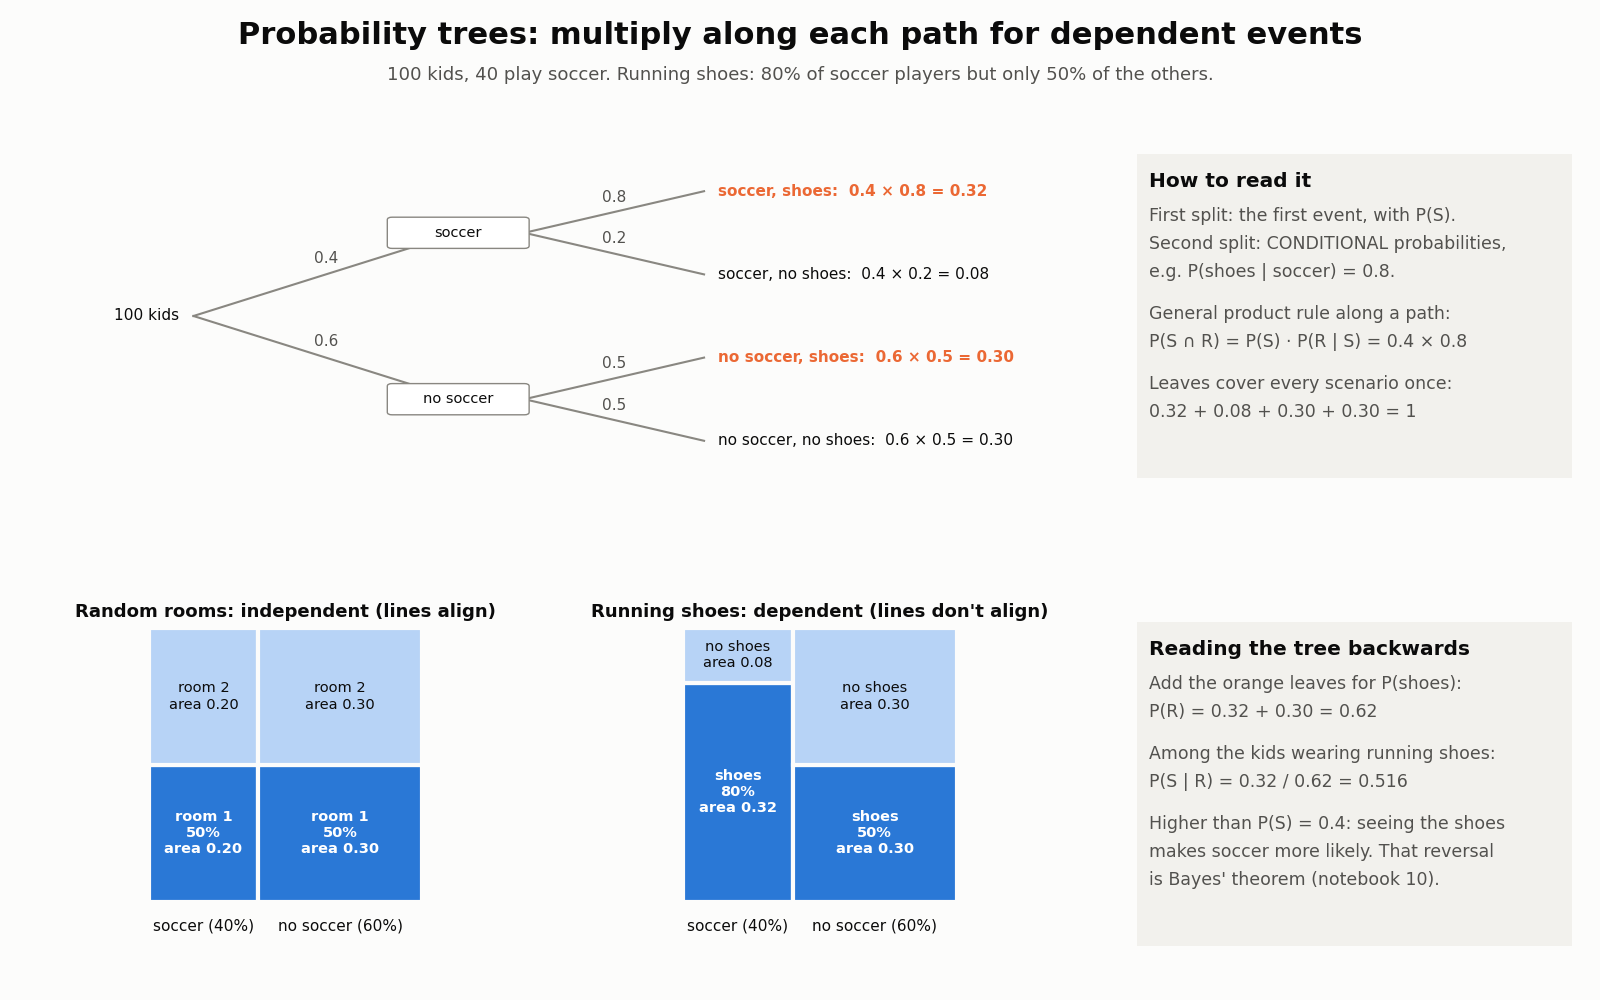 Probability trees: multiply along each path for dependent events
100 kids, 40 play soccer. Running shoes: 80% of soccer players but only 50% of the others.
100 kids
0.4
0.6
soccer
no soccer
0.8
0.2
0.5
0.5
soccer, shoes:  0.4 × 0.8 = 0.32
soccer, no shoes:  0.4 × 0.2 = 0.08
no soccer, shoes:  0.6 × 0.5 = 0.30
no soccer, no shoes:  0.6 × 0.5 = 0.30
How to read it
First split: the first event, with P(S).
Second split: CONDITIONAL probabilities,
e.g. P(shoes | soccer) = 0.8.
General product rule along a path:
P(S ∩ R) = P(S) · P(R | S) = 0.4 × 0.8
Leaves cover every scenario once:
0.32 + 0.08 + 0.30 + 0.30 = 1
Random rooms: independent (lines align)
room 2
area 0.20
room 2
area 0.30
room 1
50%
area 0.20
room 1
50%
area 0.30
soccer (40%)
no soccer (60%)
Running shoes: dependent (lines don't align)
no shoes
area 0.08
no shoes
area 0.30
shoes
80%
area 0.32
shoes
50%
area 0.30
soccer (40%)
no soccer (60%)
Reading the tree backwards
Add the orange leaves for P(shoes):
P(R) = 0.32 + 0.30 = 0.62
Among the kids wearing running shoes:
P(S | R) = 0.32 / 0.62 = 0.516
Higher than P(S) = 0.4: seeing the shoes
makes soccer more likely. That reversal
is Bayes' theorem (notebook 10).